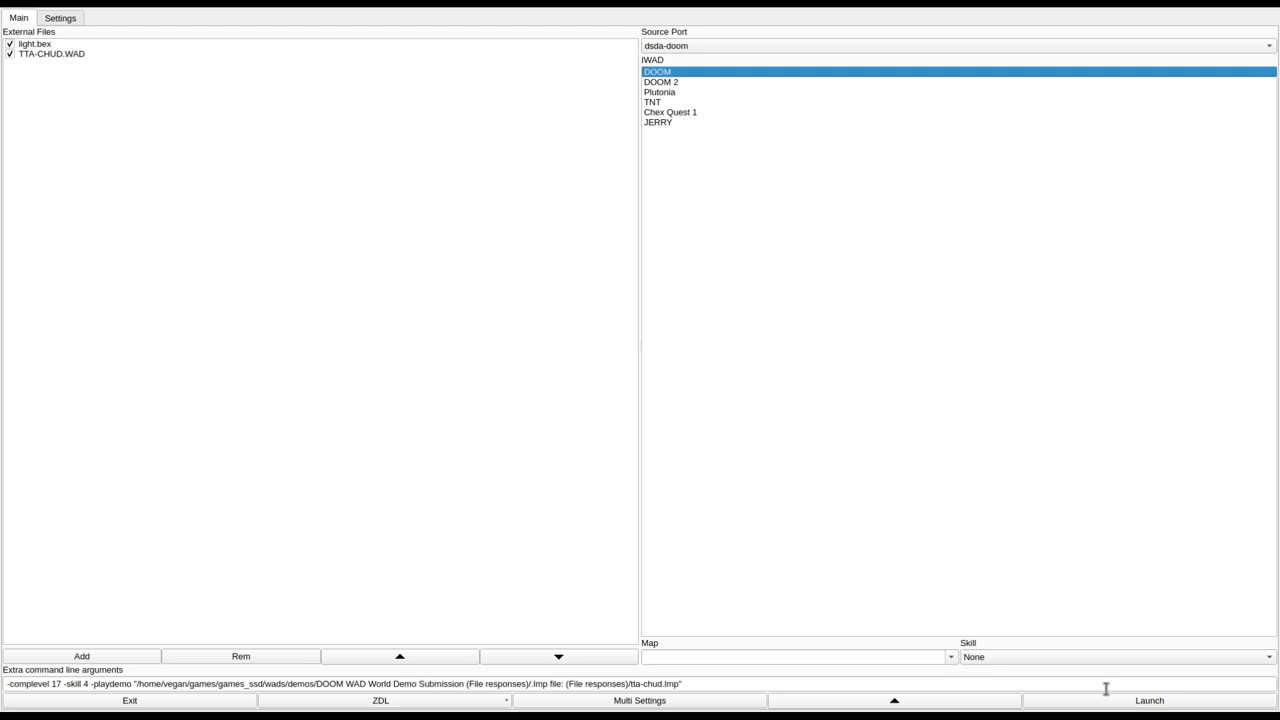 Main Settings
External Files
light.bex
TTA-CHUD.WAD
Add Rem
Source Port
dsda-doom
IWAD
DOOM
DOOM 2
Plutonia
TNT
Chex Quest 1
JERRY
Map Skill
None
Extra command line arguments
-complevel 17 -skill 4 -playdemo "/home/vegan/games/games_ssd/wads/demos/DOOM WAD World Demo Submission (File responses)/.lmp file: (File responses)/tta-chud.lmp"
Exit ZDL Multi Settings Launch